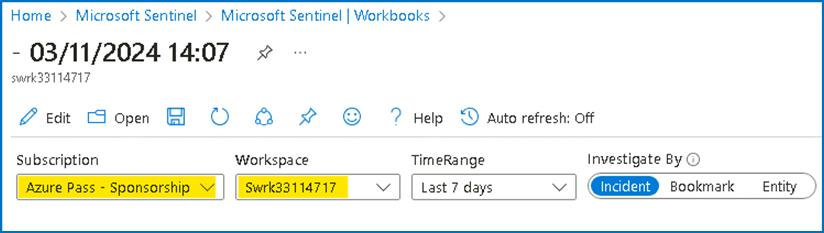 Home > Microsoft Sentinel > Microsoft Sentinel | Workbooks >
- 03/11/2024 14:07 ...
swrk33114717
Edit Open Help Auto refresh: Off
Subscription Workspace TimeRange Investigate By
Azure Pass - Sponsorship Swrk33114717 Last 7 days Incident Bookmark Entity